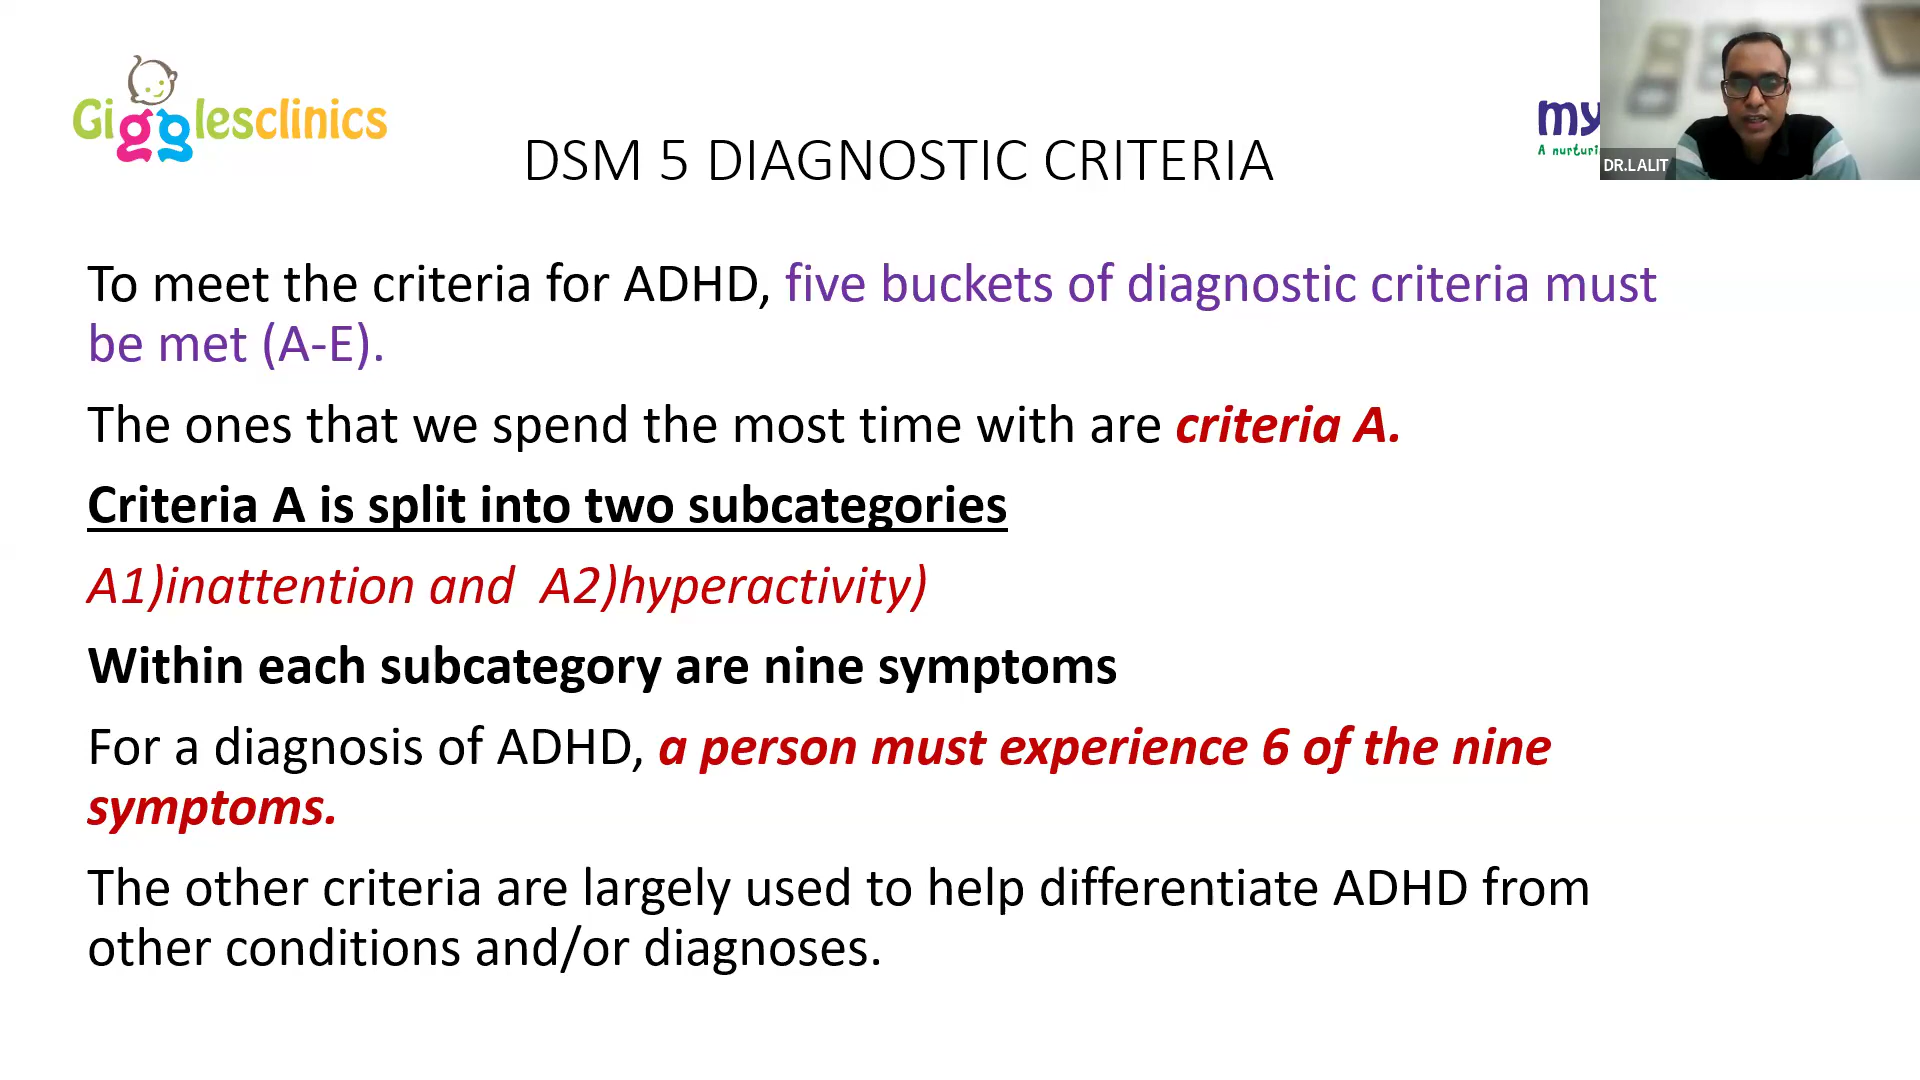 Gigglesclinics
DSM 5 DIAGNOSTIC CRITERIA
my
A nurturi
DR.LALIT
To meet the criteria for ADHD, five buckets of diagnostic criteria must
be met (A-E).
The ones that we spend the most time with are criteria A.
Criteria A is split into two subcategories
A1)inattention and  A2)hyperactivity)
Within each subcategory are nine symptoms
For a diagnosis of ADHD, a person must experience 6 of the nine
symptoms.
The other criteria are largely used to help differentiate ADHD from
other conditions and/or diagnoses.